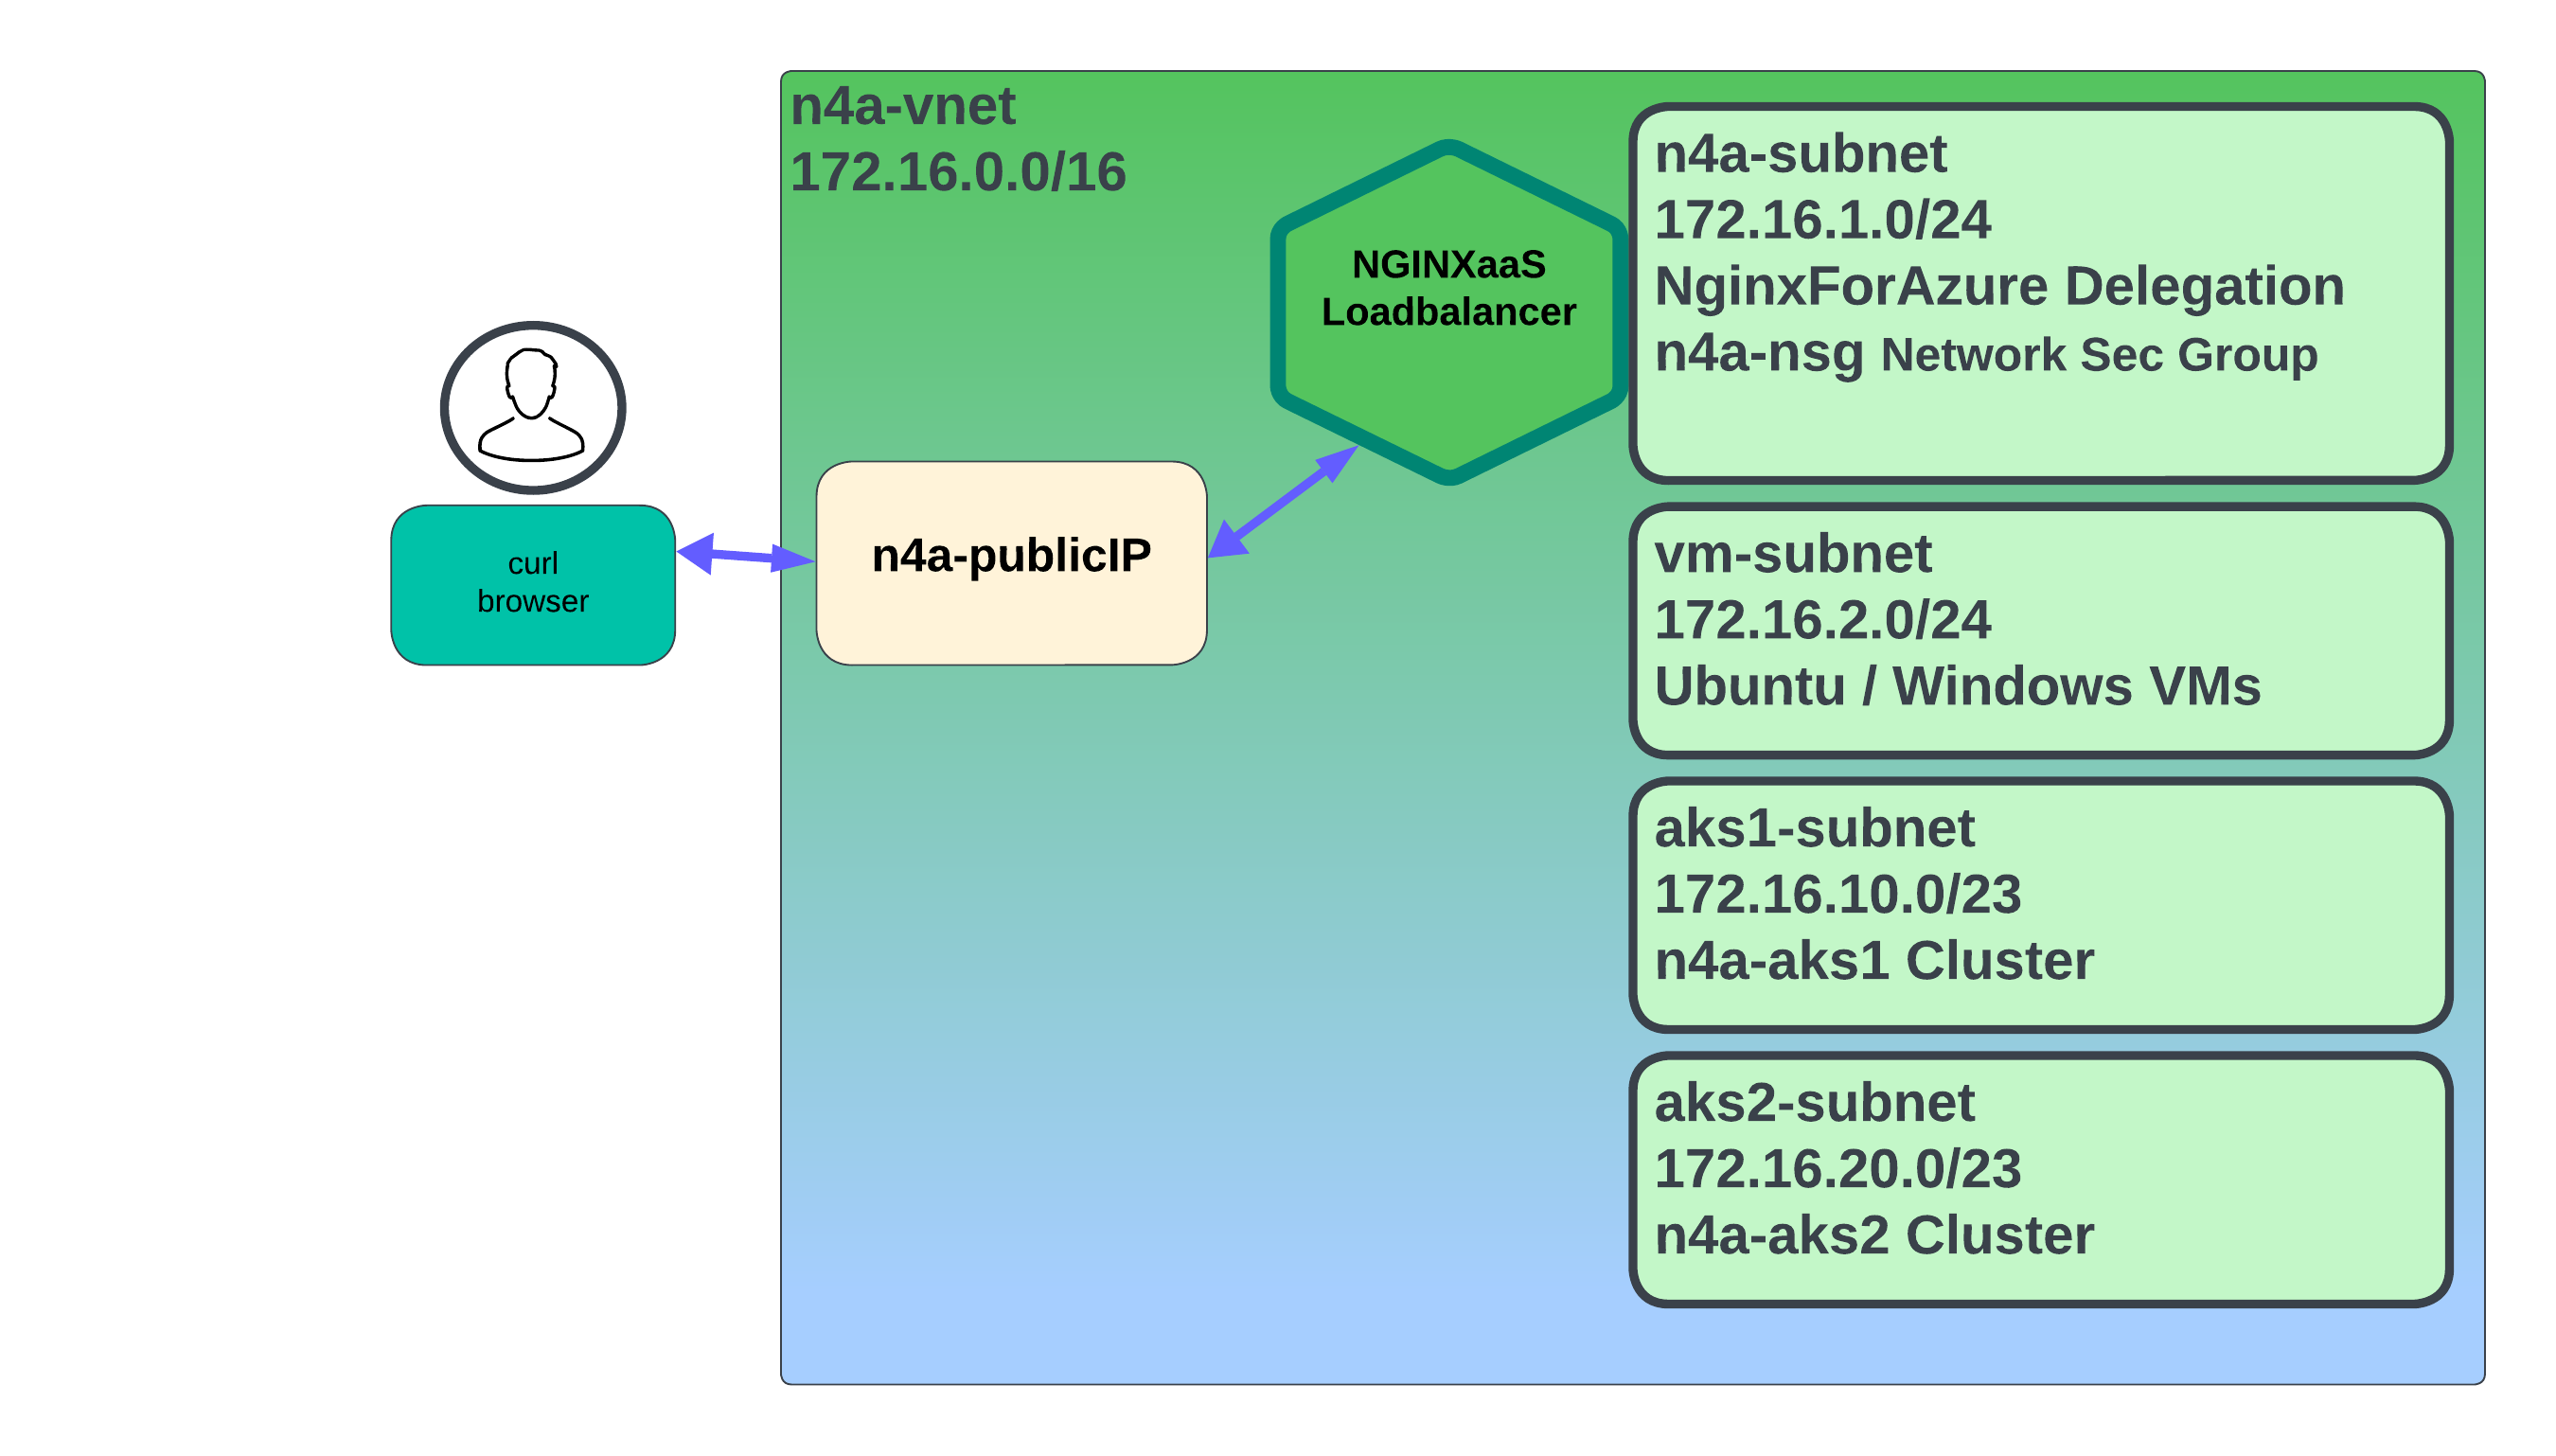 n4a-vnet
172.16.0.0/16
NGINXaaS
Loadbalancer
n4a-subnet
172.16.1.0/24
NginxForAzure Delegation
n4a-nsg Network Sec Group
curl
browser
n4a-publicIP
vm-subnet
172.16.2.0/24
Ubuntu / Windows VMs
aks1-subnet
172.16.10.0/23
n4a-aks1 Cluster
aks2-subnet
172.16.20.0/23
n4a-aks2 Cluster